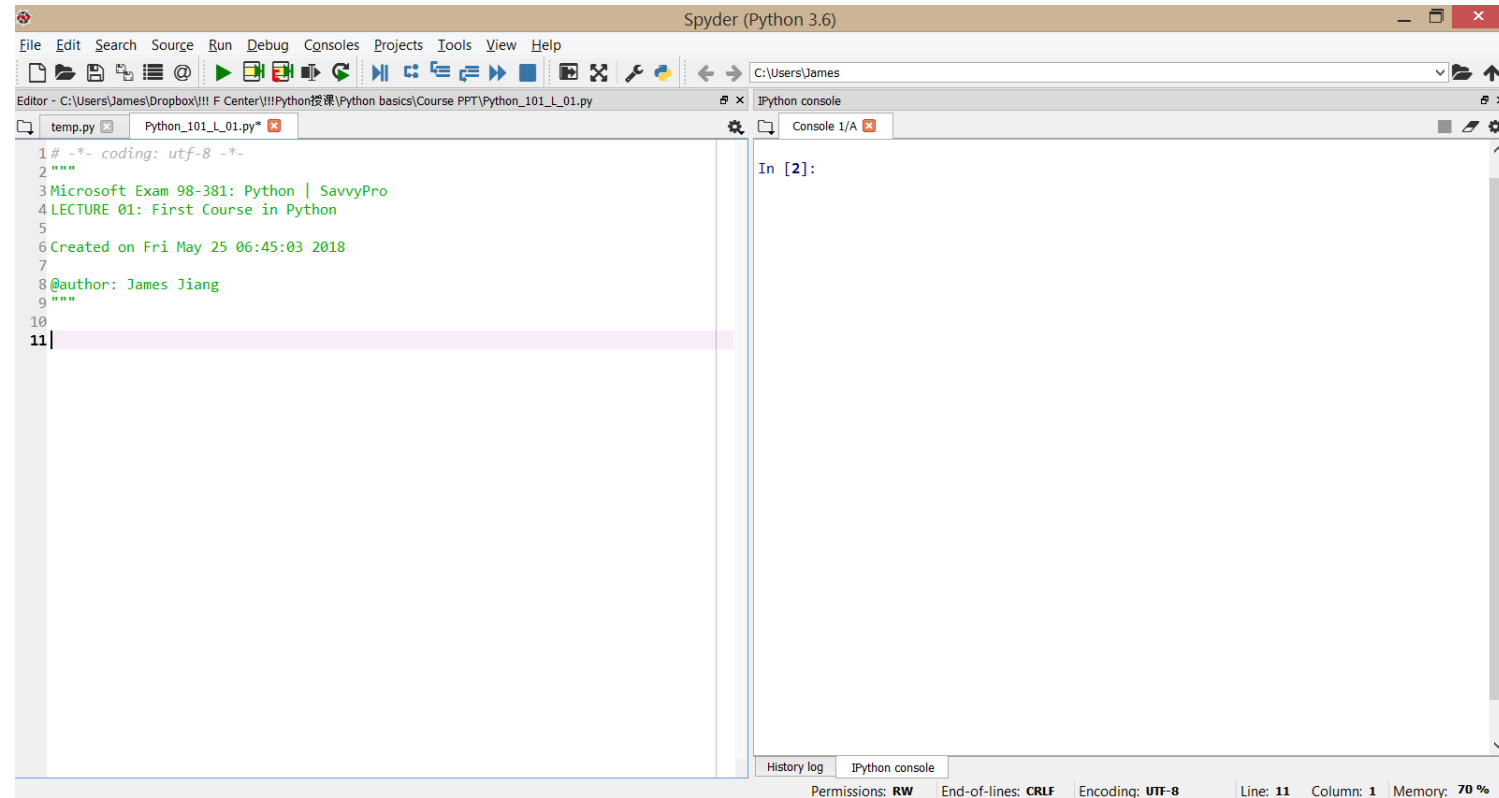 Spyder (Python 3.6)
File Edit Search Source Run Debug Consoles Projects Tools View Help
C:\Users\James
Editor - C:\Users\James\Dropbox\!!! F Center\!!!Python授课\Python basics\Course PPT\Python_101_L_01.py
IPython console
temp.py Python_101_L_01.py*
Console 1/A
1 # -*- coding: utf-8 -*-
2 """
3 Microsoft Exam 98-381: Python | SavvyPro
4 LECTURE 01: First Course in Python
5
6 Created on Fri May 25 06:45:03 2018
7
8 @author: James Jiang
9 """
10
11
In [2]:
History log IPython console
Permissions: RW End-of-lines: CRLF Encoding: UTF-8 Line: 11 Column: 1 Memory: 70 %